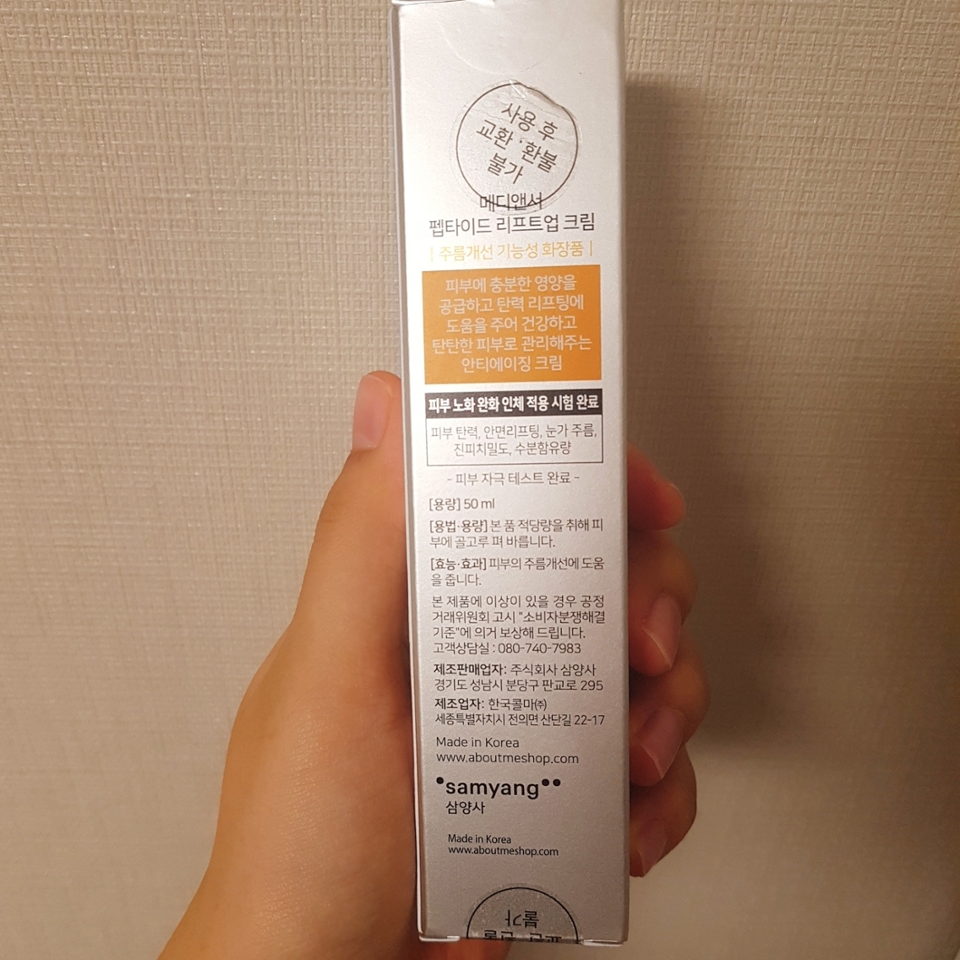 사용 후
교환·환불
불가
메디앤서
펩타이드 리프트업 크림
| 주름개선 기능성 화장품 |
피부에 충분한 영양을
공급하고 탄력 리프팅에
도움을 주어 건강하고
탄탄한 피부로 관리해주는
안티에이징 크림
피부 노화 완화 인체 적용 시험 완료
피부 탄력, 안면리프팅, 눈가 주름,
진피치밀도, 수분함유량
- 피부 자극 테스트 완료 -
[용량] 50 ml
[용법·용량] 본 품 적당량을 취해 피
부에 골고루 펴 바릅니다.
[효능·효과] 피부의 주름개선에 도움
을 줍니다.
본 제품에 이상이 있을 경우 공정
거래위원회 고시 "소비자분쟁해결
기준"에 의거 보상해 드립니다.
고객상담실 : 080-740-7983
제조판매업자: 주식회사 삼양사
경기도 성남시 분당구 판교로 295
제조업자: 한국콜마㈜
세종특별자치시 전의면 산단길 22-17
Made in Korea
www.aboutmeshop.com
samyang
삼양사
Made in Korea
www.aboutmeshop.com
불가